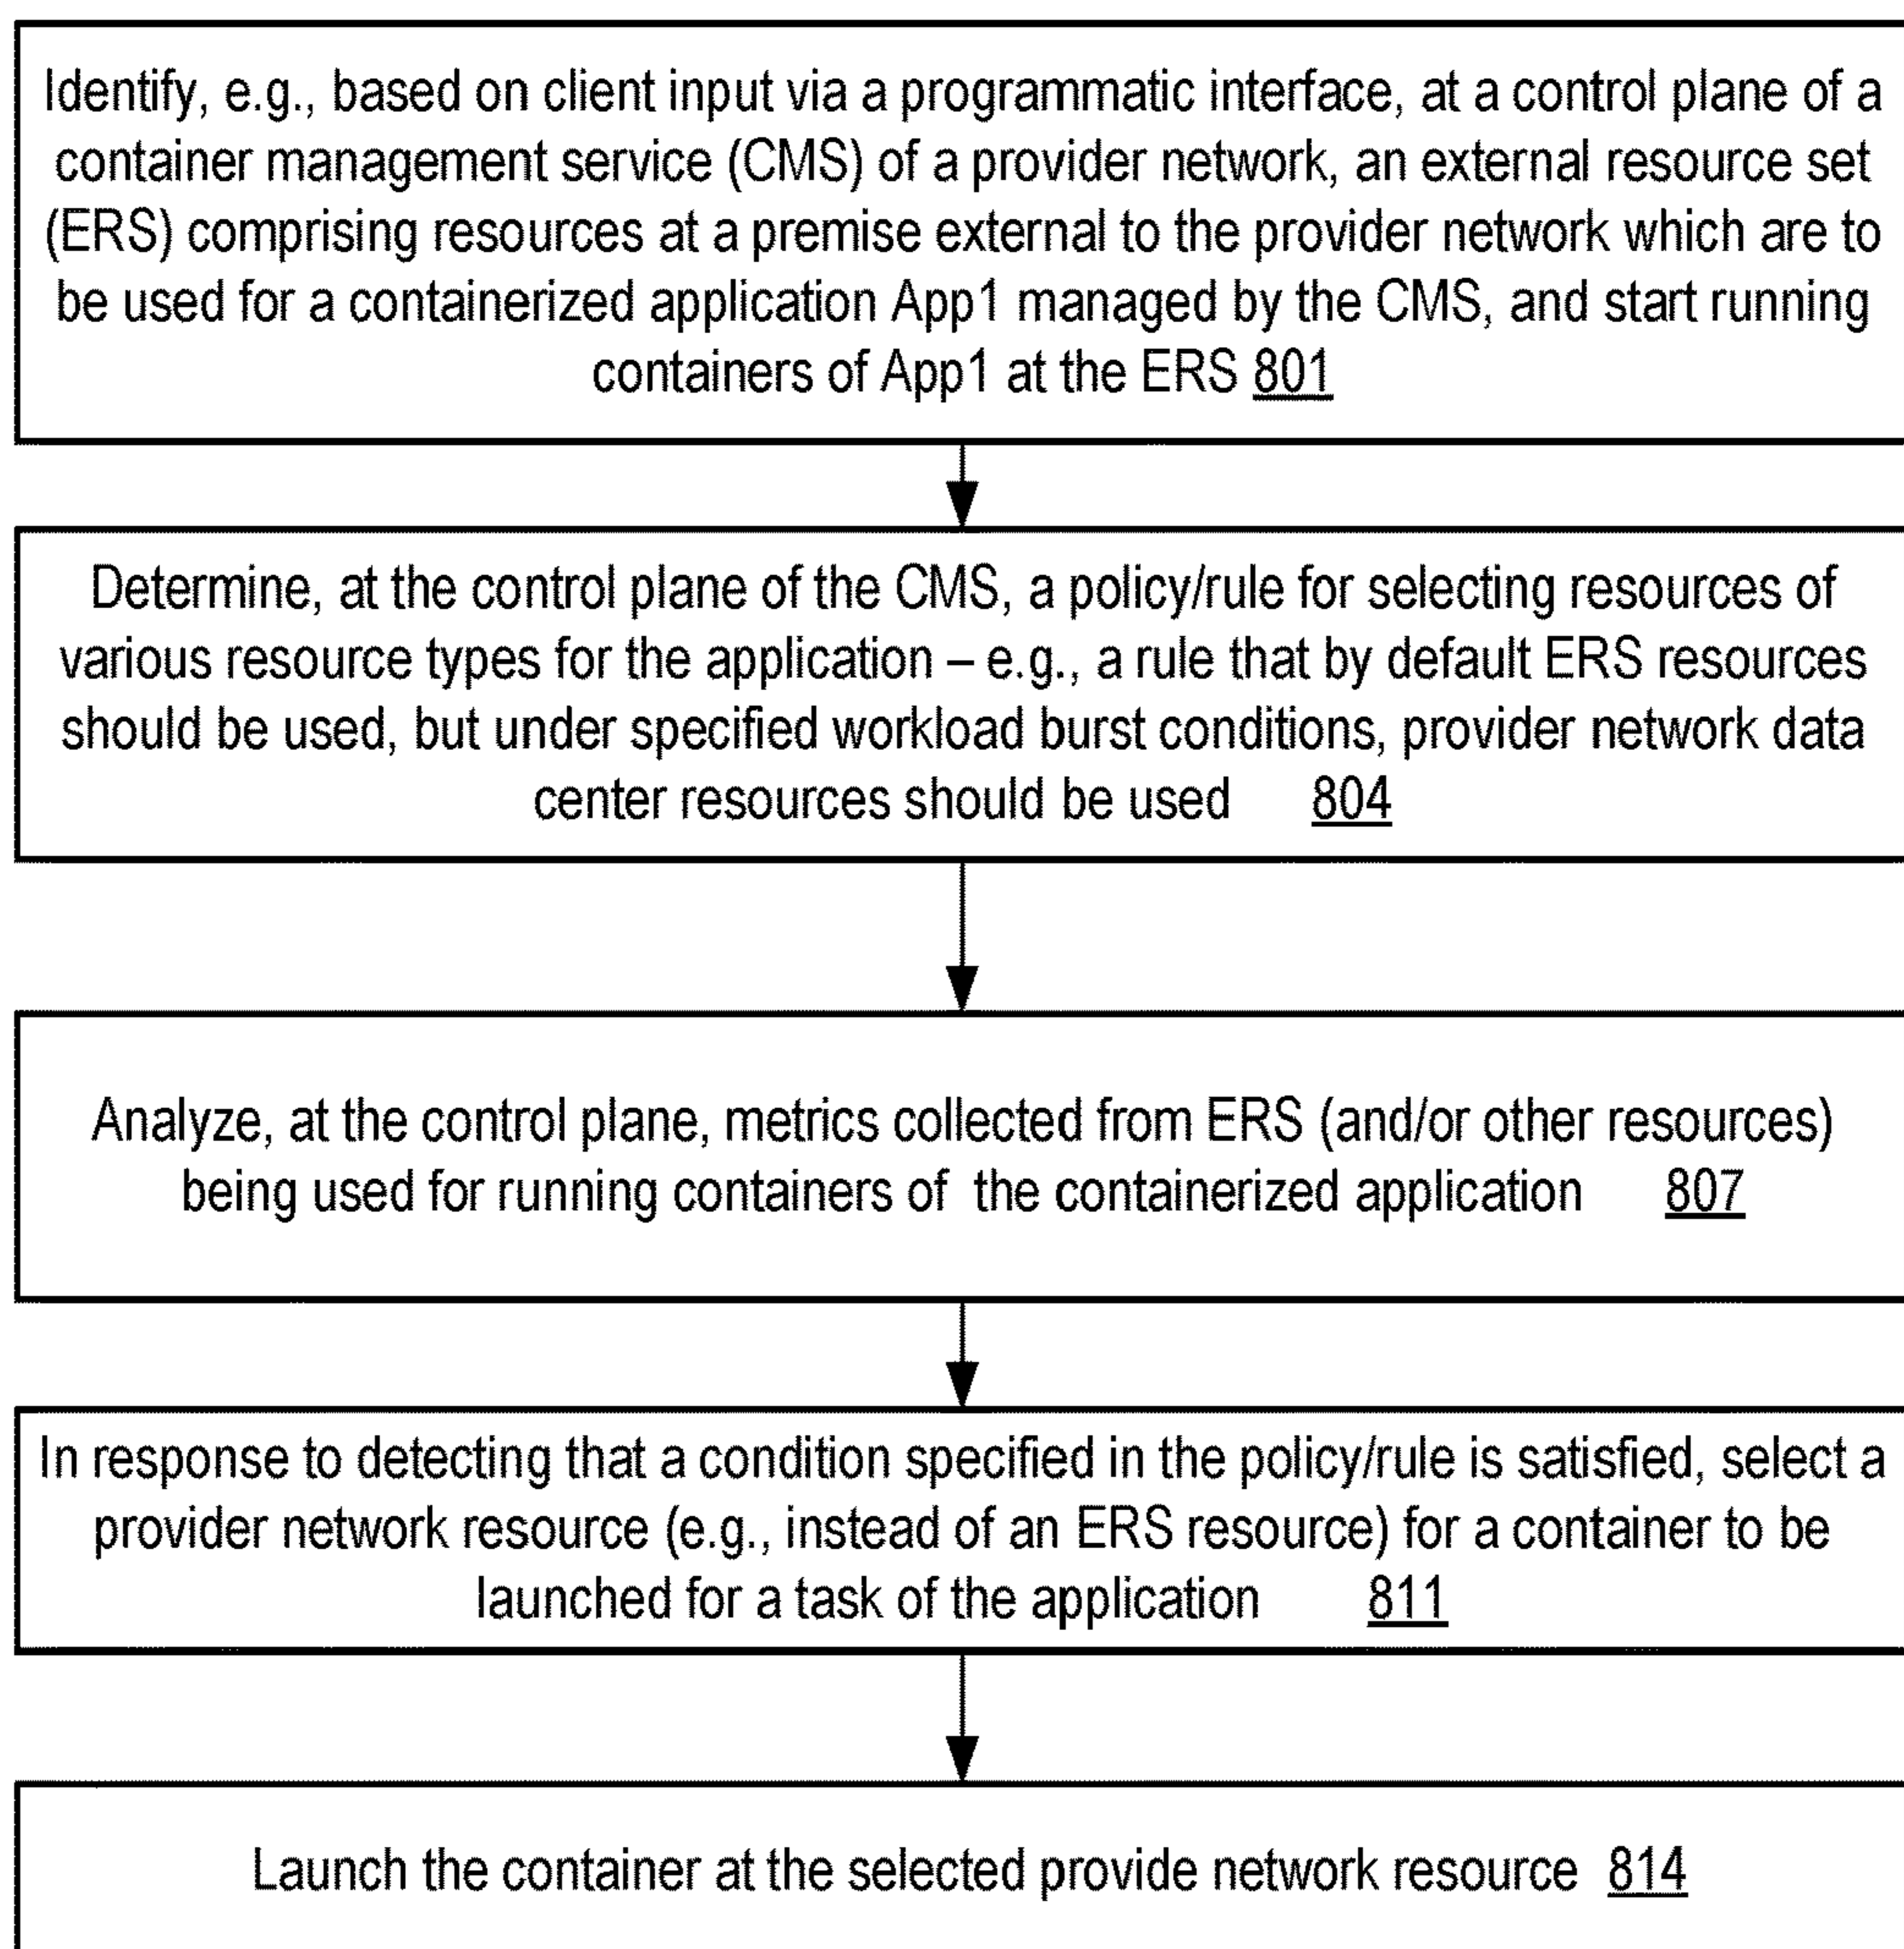 Identify, e.g., based on client input via a programmatic interface, at a control plane of a
container management service (CMS) of a provider network, an external resource set
(ERS) comprising resources at a premise external to the provider network which are to
be used for a containerized application App1 managed by the CMS, and start running
containers of App1 at the ERS 801
Determine, at the control plane of the CMS, a policy/rule for selecting resources of
various resource types for the application – e.g., a rule that by default ERS resources
should be used, but under specified workload burst conditions, provider network data
center resources should be used 804
Analyze, at the control plane, metrics collected from ERS (and/or other resources)
being used for running containers of the containerized application 807
In response to detecting that a condition specified in the policy/rule is satisfied, select a
provider network resource (e.g., instead of an ERS resource) for a container to be
launched for a task of the application 811
Launch the container at the selected provide network resource 814